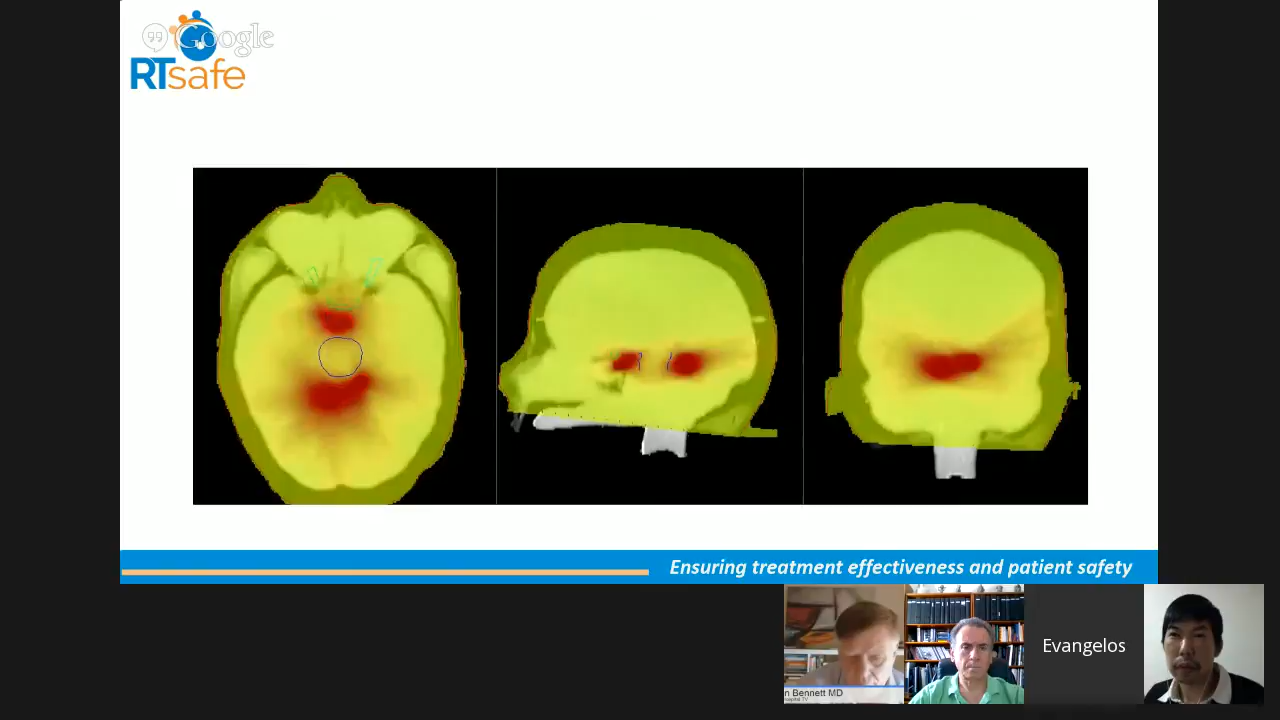 Google
RTsafe
Ensuring treatment effectiveness and patient safety
Evangelos
n Bennett MD